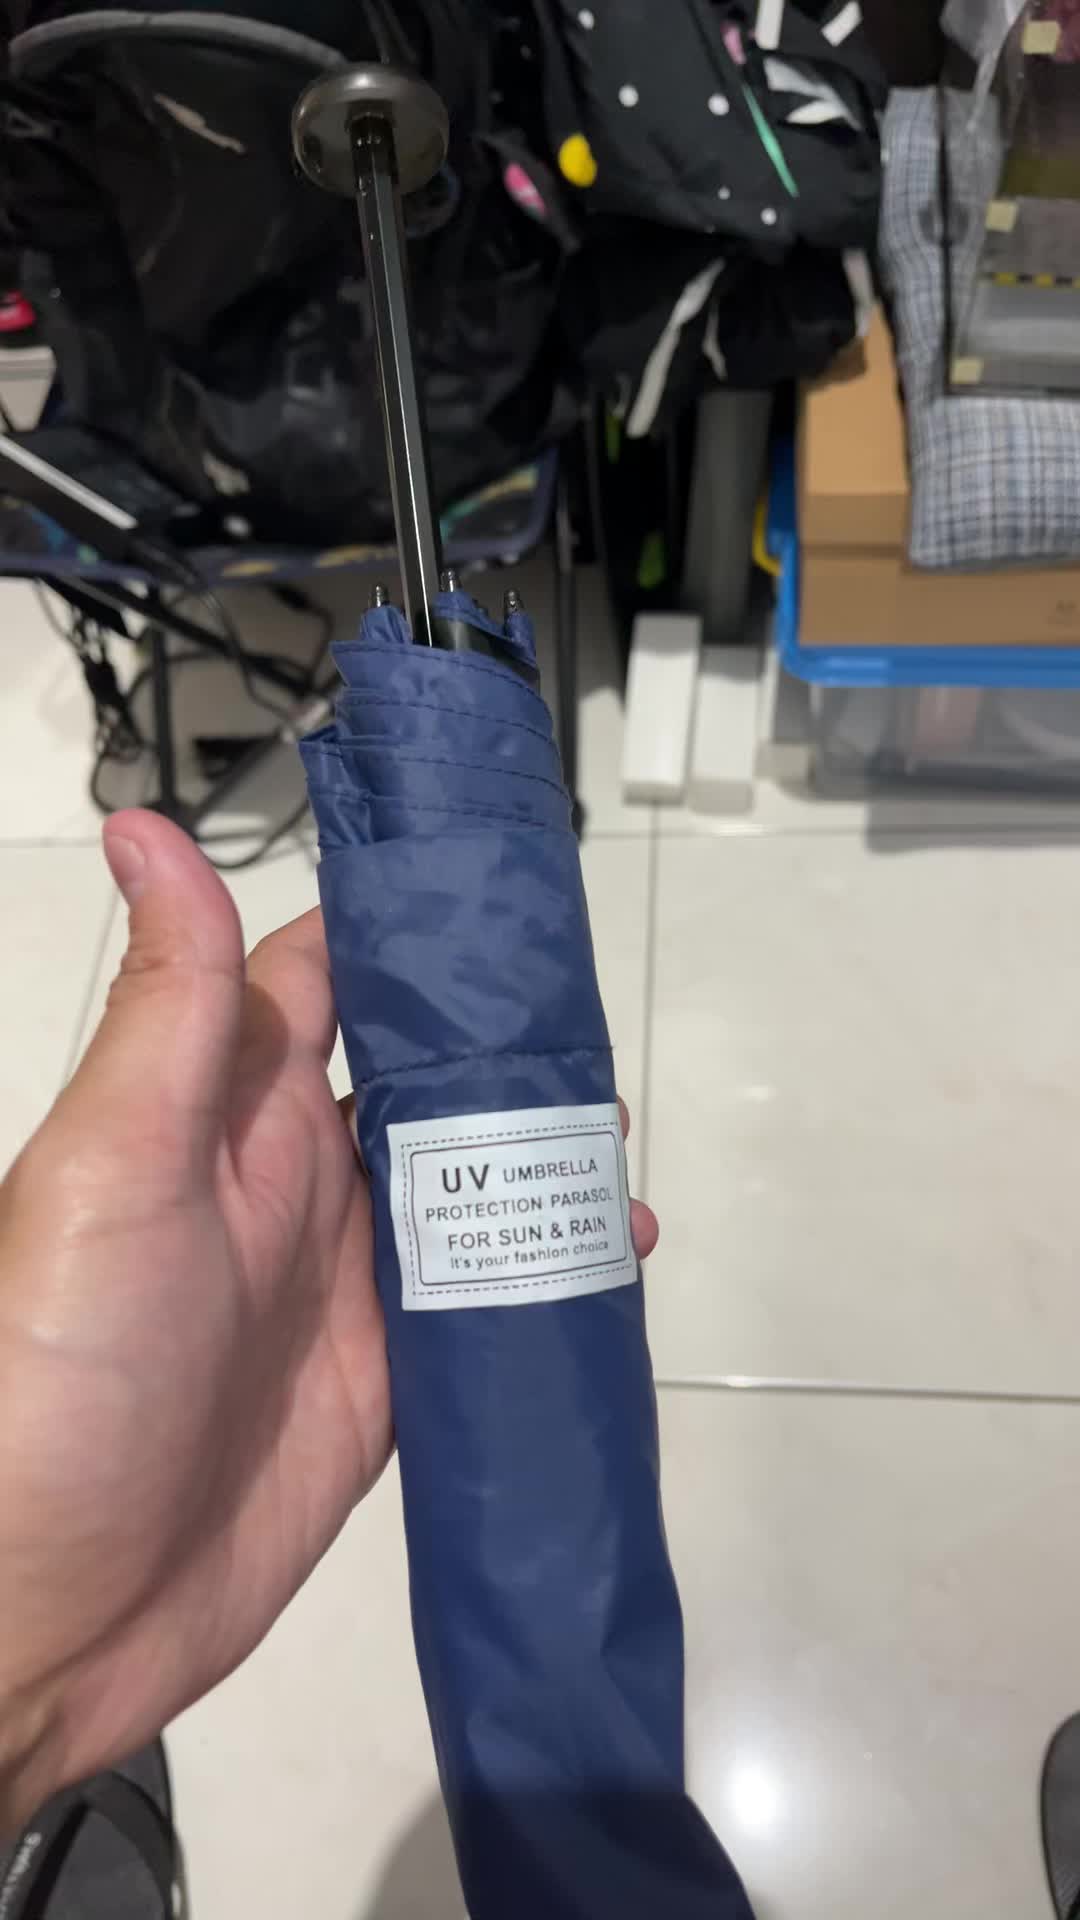 UV UMBRELLA
PROTECTION PARASOL
FOR SUN & RAIN
It's your fashion choice